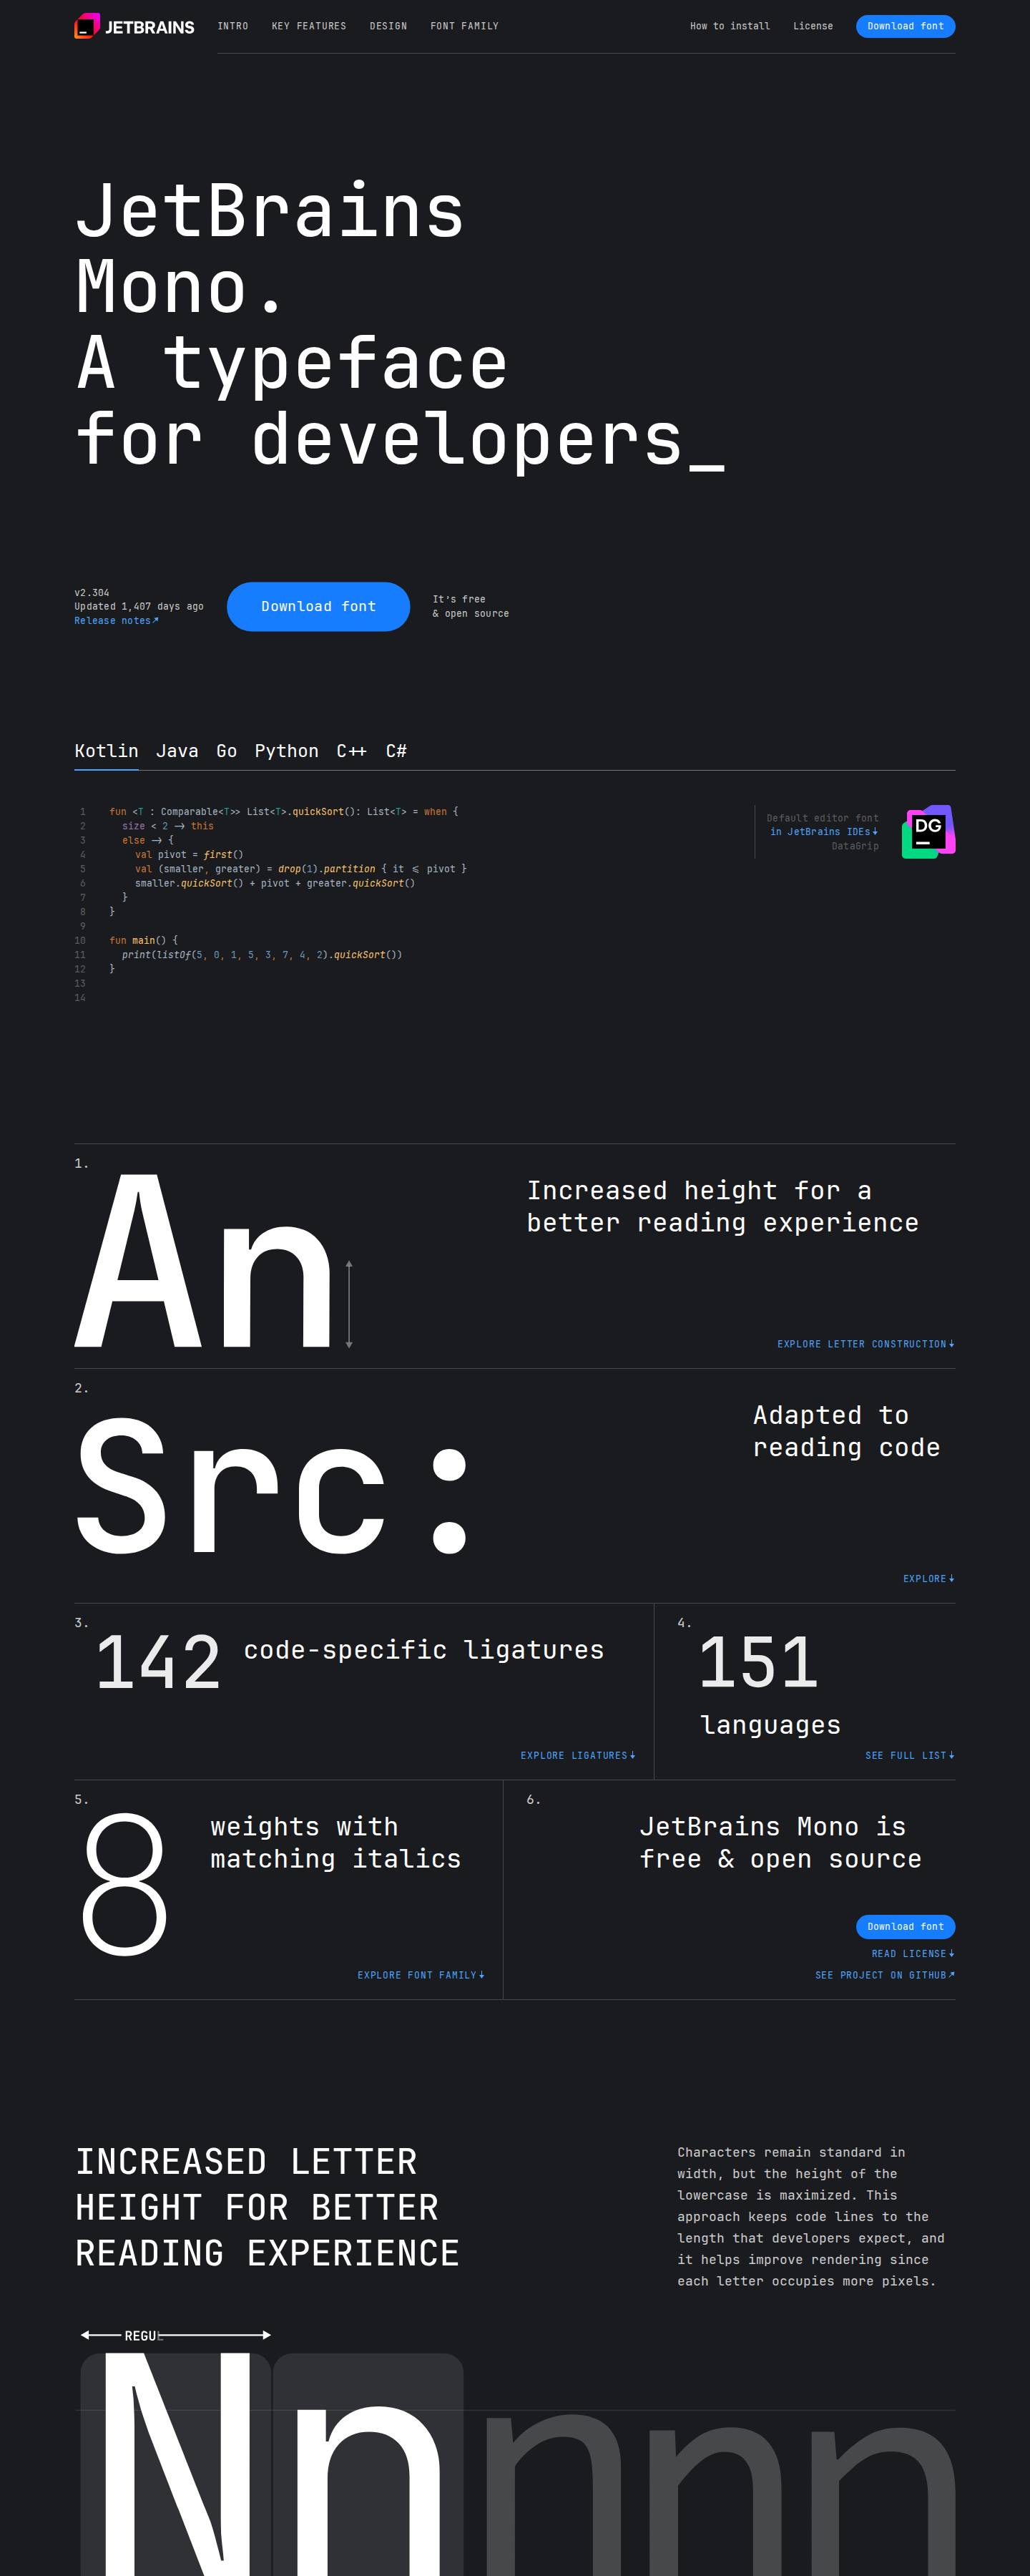 JETBRAINS INTRO KEY FEATURES DESIGN FONT FAMILY How to install License Download font
JetBrains
Mono.
A typeface
for developers_
v2.304
Updated 1,407 days ago
Release notes↗
Download font
It's free
& open source
Kotlin Java Go Python C++ C#
1 fun <T : Comparable<T>> List<T>.quickSort(): List<T> = when {
2 size < 2 -> this
3 else -> {
4 val pivot = first()
5 val (smaller, greater) = drop(1).partition { it <= pivot }
6 smaller.quickSort() + pivot + greater.quickSort()
7 }
8 }
9
10 fun main() {
11 print(listOf(5, 0, 1, 5, 3, 7, 4, 2).quickSort())
12 }
13
14
Default editor font
in JetBrains IDEs↓
DataGrip
DG
1.
An
Increased height for a
better reading experience
EXPLORE LETTER CONSTRUCTION↓
2.
Src:
Adapted to
reading code
EXPLORE↓
3.
142 code-specific ligatures
EXPLORE LIGATURES↓
4.
151
languages
SEE FULL LIST↓
5.
8
weights with
matching italics
EXPLORE FONT FAMILY↓
6.
JetBrains Mono is
free & open source
Download font
READ LICENSE↓
SEE PROJECT ON GITHUB↗
INCREASED LETTER
HEIGHT FOR BETTER
READING EXPERIENCE
Characters remain standard in
width, but the height of the
lowercase is maximized. This
approach keeps code lines to the
length that developers expect, and
it helps improve rendering since
each letter occupies more pixels.
REGUL
Nnnnn